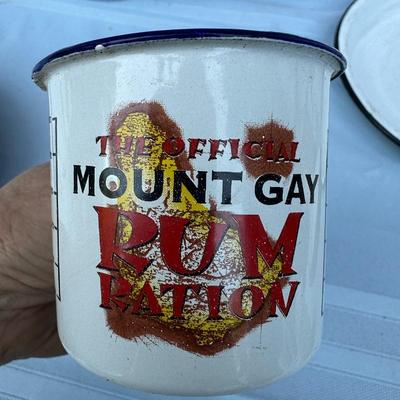 THE OFFICIAL
MOUNT GAY
RUM
RATION